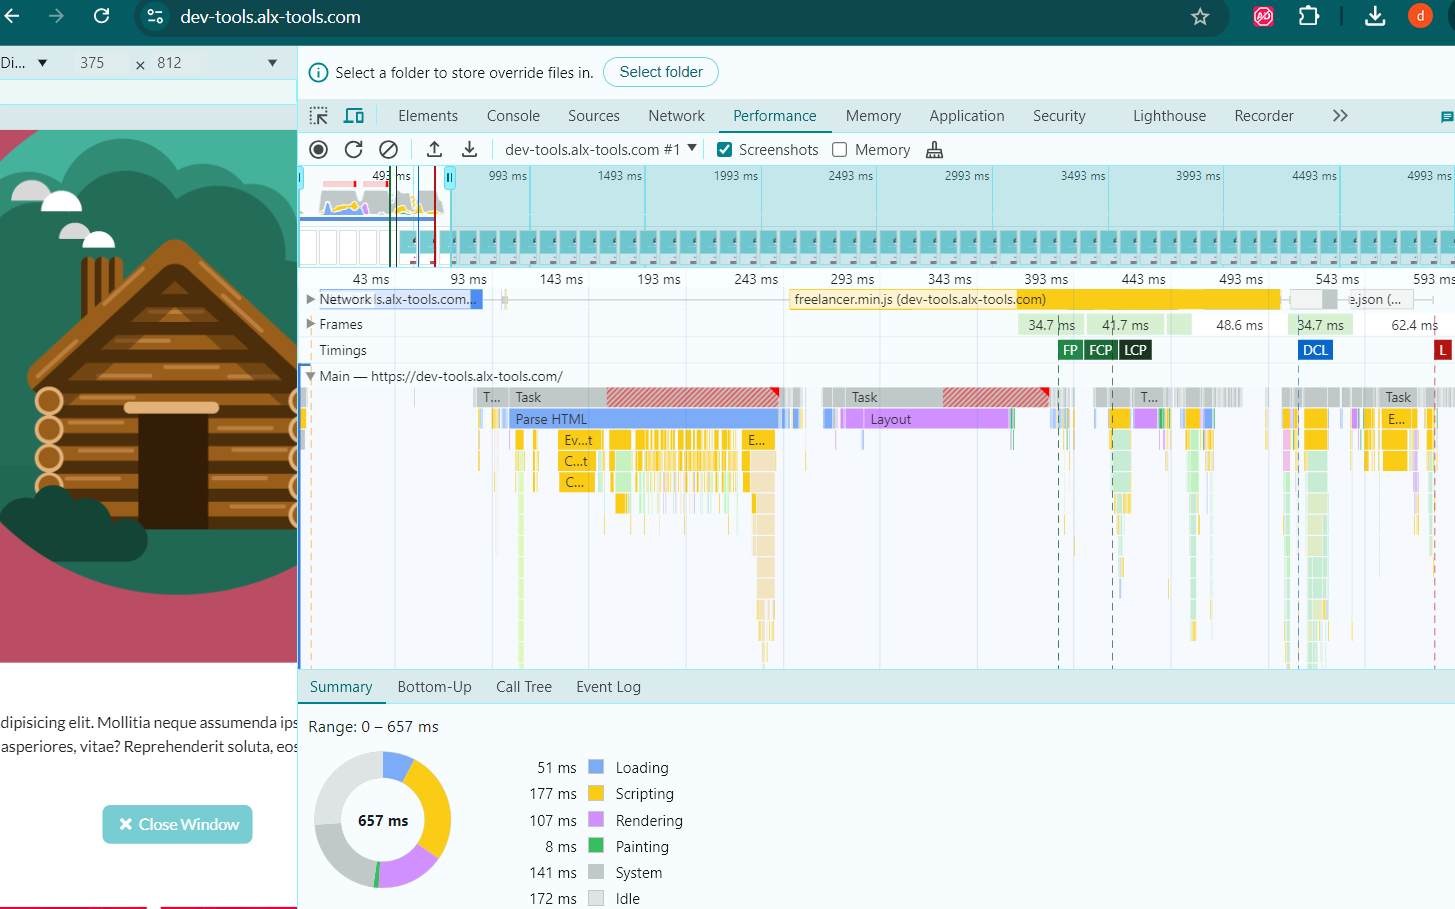 dev-tools.alx-tools.com
Di... 375 × 812
Select a folder to store override files in. Select folder
Elements Console Sources Network Performance Memory Application Security Lighthouse Recorder
dev-tools.alx-tools.com #1 Screenshots Memory
493 ms 993 ms 1493 ms 1993 ms 2493 ms 2993 ms 3493 ms 3993 ms 4493 ms 4993 ms
43 ms 93 ms 143 ms 193 ms 243 ms 293 ms 343 ms 393 ms 443 ms 493 ms 543 ms 593 ms
Network ls.alx-tools.com... freelancer.min.js (dev-tools.alx-tools.com) e.json (...
Frames 34.7 ms 41.7 ms 48.6 ms 34.7 ms 62.4 ms
Timings FP FCP LCP DCL L
Main — https://dev-tools.alx-tools.com/
T... Task Task T... Task
Parse HTML Layout E...
Ev...t E...
C...t
C...
dipisicing elit. Mollitia neque assumenda ips
asperiores, vitae? Reprehenderit soluta, eos
Close Window
Summary Bottom-Up Call Tree Event Log
Range: 0 – 657 ms
657 ms
51 ms Loading
177 ms Scripting
107 ms Rendering
8 ms Painting
141 ms System
172 ms Idle
d